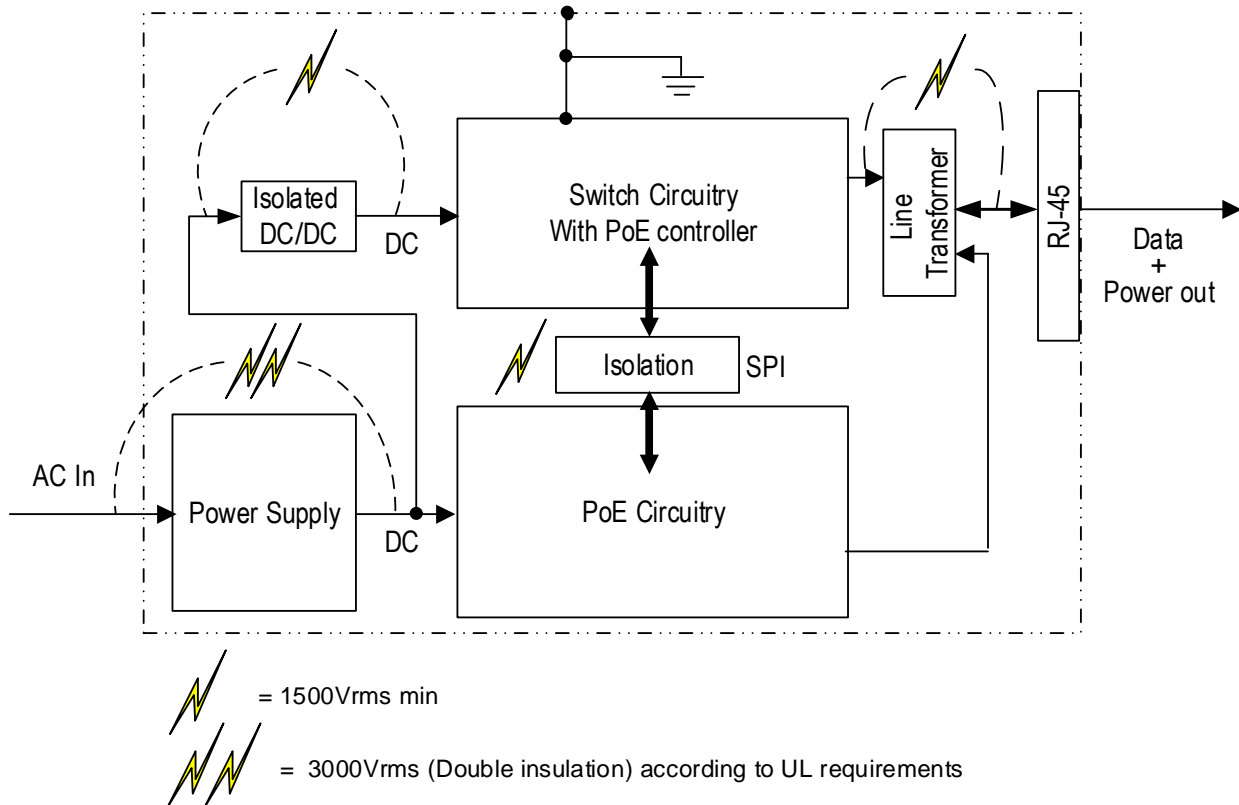 Isolated
DC/DC
DC
Switch Circuitry
With PoE controller
Line
Transformer
RJ-45
Data
+
Power out
Isolation
SPI
AC In
Power Supply
DC
PoE Circuitry
= 1500Vrms min
= 3000Vrms (Double insulation) according to UL requirements